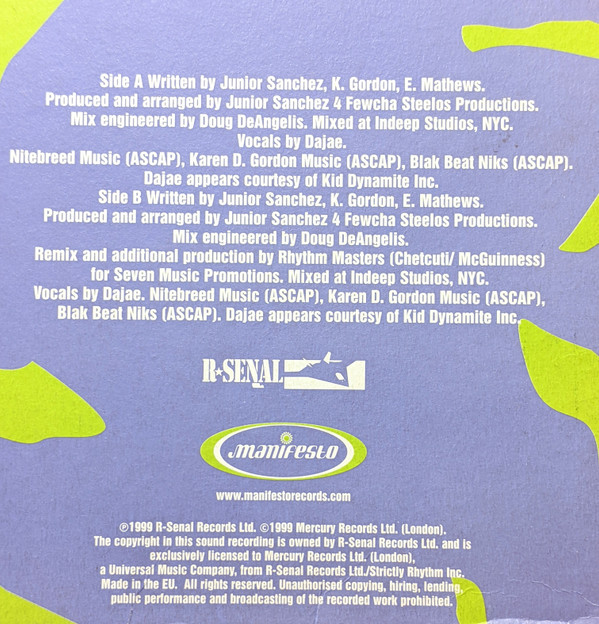 Side A Written by Junior Sanchez, K. Gordon, E. Mathews.
Produced and arranged by Junior Sanchez 4 Fewcha Steelos Productions.
Mix engineered by Doug DeAngelis. Mixed at Indeep Studios, NYC.
Vocals by Dajae.
Nitebreed Music (ASCAP), Karen D. Gordon Music (ASCAP), Blak Beat Niks (ASCAP).
Dajae appears courtesy of Kid Dynamite Inc.
Side B Written by Junior Sanchez, K. Gordon, E. Mathews.
Produced and arranged by Junior Sanchez 4 Fewcha Steelos Productions.
Mix engineered by Doug DeAngelis.
Remix and additional production by Rhythm Masters (Chetcuti/ McGuinness)
for Seven Music Promotions. Mixed at Indeep Studios, NYC.
Vocals by Dajae. Nitebreed Music (ASCAP), Karen D. Gordon Music (ASCAP),
Blak Beat Niks (ASCAP). Dajae appears courtesy of Kid Dynamite Inc.
R★SENAL
manifesto
www.manifestorecords.com
℗1999 R-Senal Records Ltd. ©1999 Mercury Records Ltd. (London).
The copyright in this sound recording is owned by R-Senal Records Ltd. and is
exclusively licensed to Mercury Records Ltd. (London),
a Universal Music Company, from R-Senal Records Ltd./Strictly Rhythm Inc.
Made in the EU. All rights reserved. Unauthorised copying, hiring, lending,
public performance and broadcasting of the recorded work prohibited.